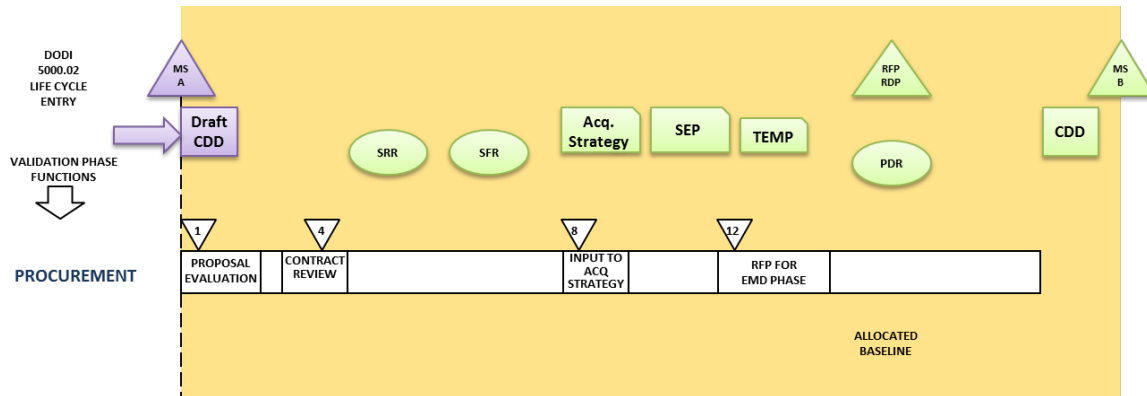 DODI
5000.02
LIFE CYCLE
ENTRY
MS
A
RFP
RDP
MS
B
Draft
CDD
Acq.
Strategy
SEP
TEMP
CDD
SRR
SFR
PDR
VALIDATION PHASE
FUNCTIONS
1
4
8
12
PROCUREMENT
PROPOSAL
EVALUATION
CONTRACT
REVIEW
INPUT TO
ACQ
STRATEGY
RFP FOR
EMD PHASE
ALLOCATED
BASELINE